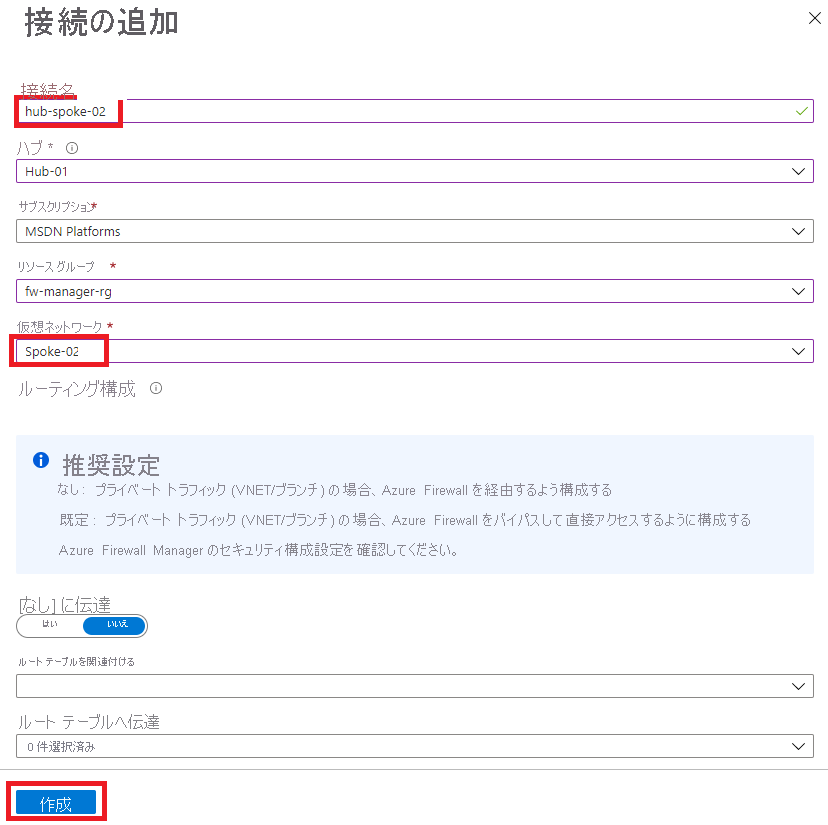 接続の追加
接続名
hub-spoke-02
ハブ *
Hub-01
サブスクリプション*
MSDN Platforms
リソース グループ *
fw-manager-rg
仮想ネットワーク *
Spoke-02
ルーティング構成
推奨設定
なし: プライベート トラフィック (VNET/ブランチ) の場合、Azure Firewall を経由するよう構成する
既定: プライベート トラフィック (VNET/ブランチ) の場合、Azure Firewall をバイパスして直接アクセスするように構成する
Azure Firewall Manager のセキュリティ構成設定を確認してください。
[なし] に伝達
はい いいえ
ルート テーブルを関連付ける
ルート テーブルへ伝達
0 件選択済み
作成